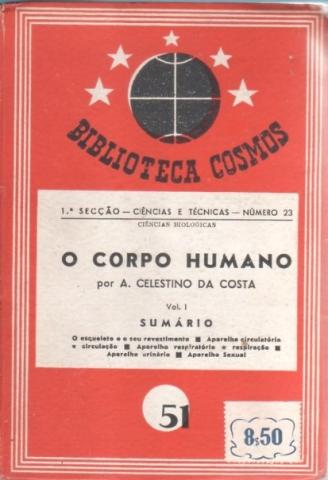 BIBLIOTECA COSMOS
1.ª SECÇÃO — CIÊNCIAS E TÉCNICAS — NÚMERO 23
CIÊNCIAS BIOLOGICAS
O CORPO HUMANO
por A. CELESTINO DA COSTA
Vol. I
SUMÁRIO
O esqueleto e o seu revestimento ■ Aparelho circulatório
e circulação ■ Aparelho respiratório e respiração ■
Aparelho urinário ■ Aparelho Sexual
51
8$50